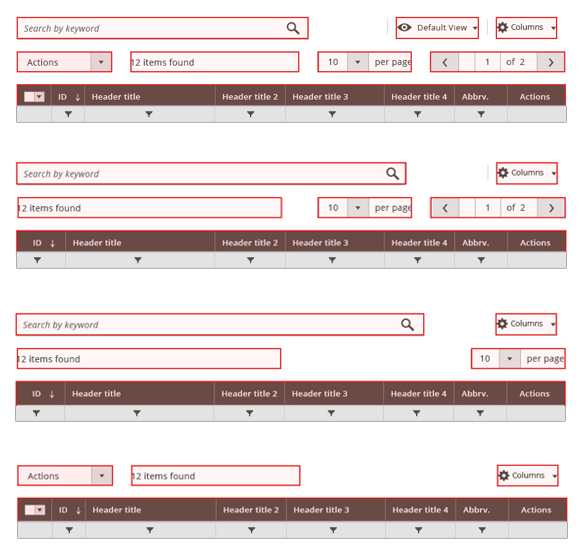 Search by keyword Default View Columns
Actions 12 items found 10 per page 1 of 2
ID ↓ Header title Header title 2 Header title 3 Header title 4 Abbrv. Actions
Search by keyword Columns
12 items found 10 per page 1 of 2
ID ↓ Header title Header title 2 Header title 3 Header title 4 Abbrv. Actions
Search by keyword Columns
12 items found 10 per page
ID ↓ Header title Header title 2 Header title 3 Header title 4 Abbrv. Actions
Actions 12 items found Columns
ID ↓ Header title Header title 2 Header title 3 Header title 4 Abbrv. Actions